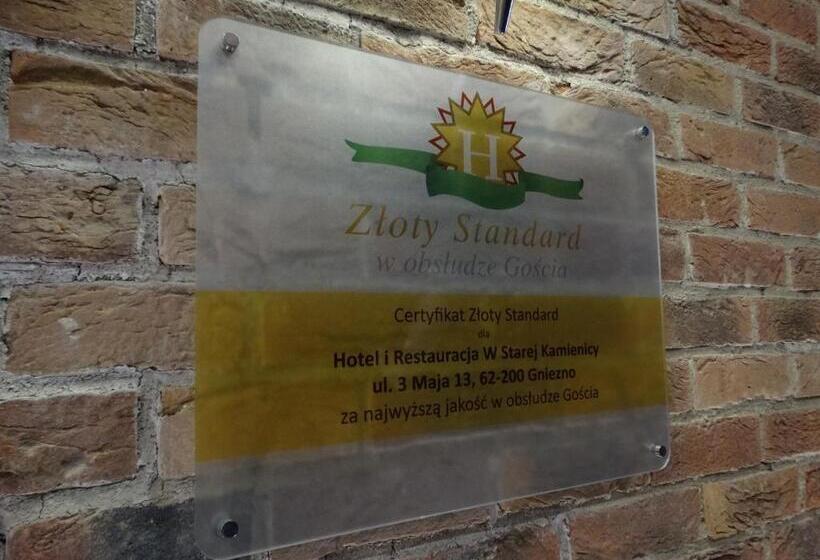 H
Złoty Standard
w obsłudze Gościa
Certyfikat Złoty Standard
dla
Hotel i Restauracja W Starej Kamienicy
ul. 3 Maja 13, 62-200 Gniezno
za najwyższą jakość w obsłudze Gościa